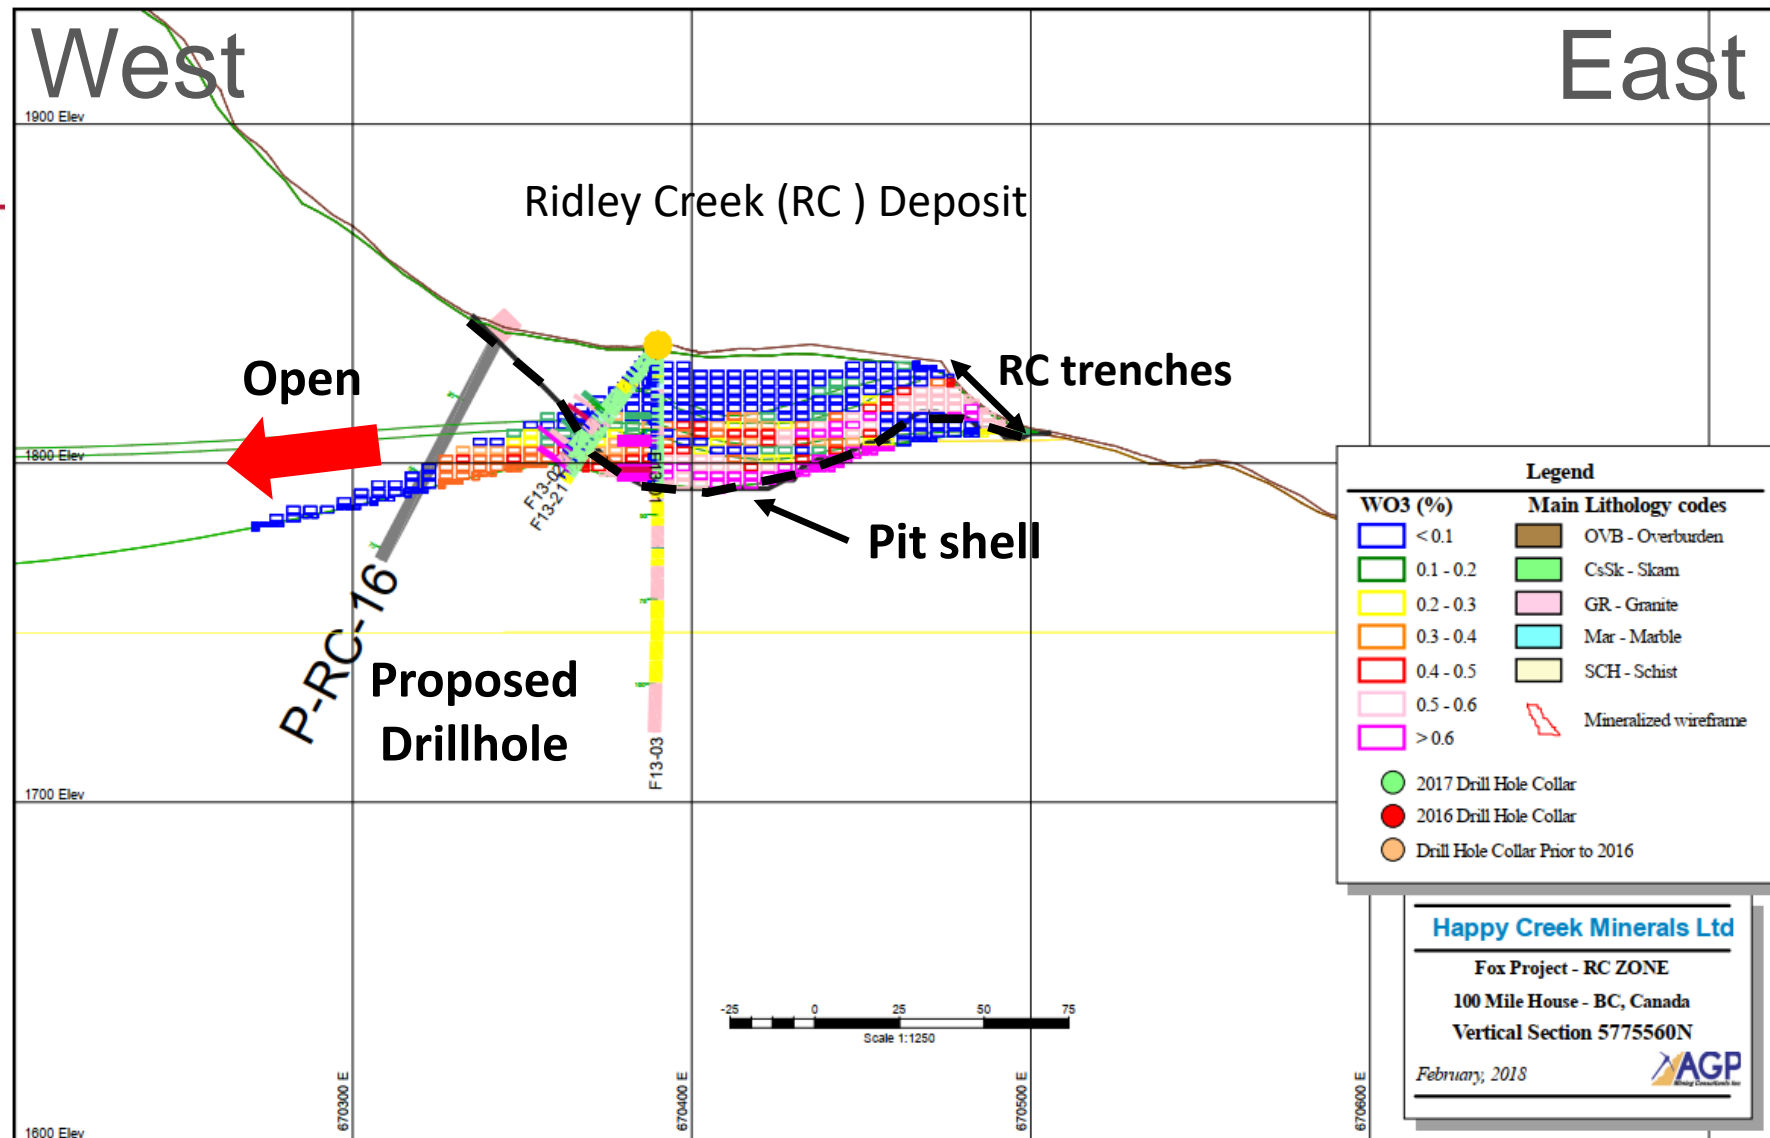 West
East
1900 Elev
Ridley Creek (RC ) Deposit
Open
RC trenches
1800 Elev
F13-21
Pit shell
P-RC-16
Proposed
Drillhole
F13-03
1700 Elev
Legend
WO3 (%)
Main Lithology codes
< 0.1
OVB - Overburden
0.1 - 0.2
CsSk - Skarn
0.2 - 0.3
GR - Granite
0.3 - 0.4
Mar - Marble
0.4 - 0.5
SCH - Schist
0.5 - 0.6
Mineralized wireframe
> 0.6
2017 Drill Hole Collar
2016 Drill Hole Collar
Drill Hole Collar Prior to 2016
Happy Creek Minerals Ltd
Fox Project - RC ZONE
100 Mile House - BC, Canada
Vertical Section 5775560N
February, 2018
AGP
Mining Consultants Inc
-25 0 25 50 75
Scale 1:1250
670300 E
670400 E
670500 E
670600 E
1600 Elev